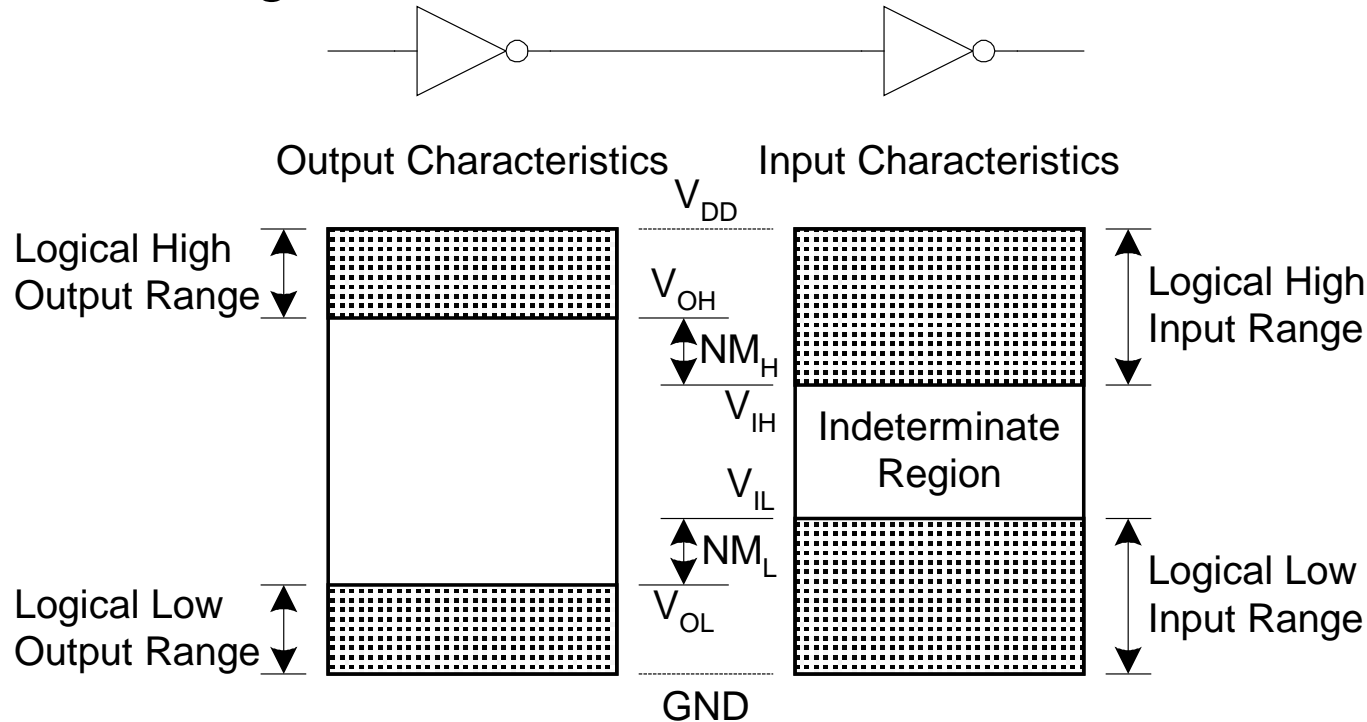 Output Characteristics
Input Characteristics
V_DD
Logical High
Output Range
V_OH
NM_H
Logical High
Input Range
V_IH
Indeterminate
Region
V_IL
NM_L
Logical Low
Output Range
V_OL
Logical Low
Input Range
GND